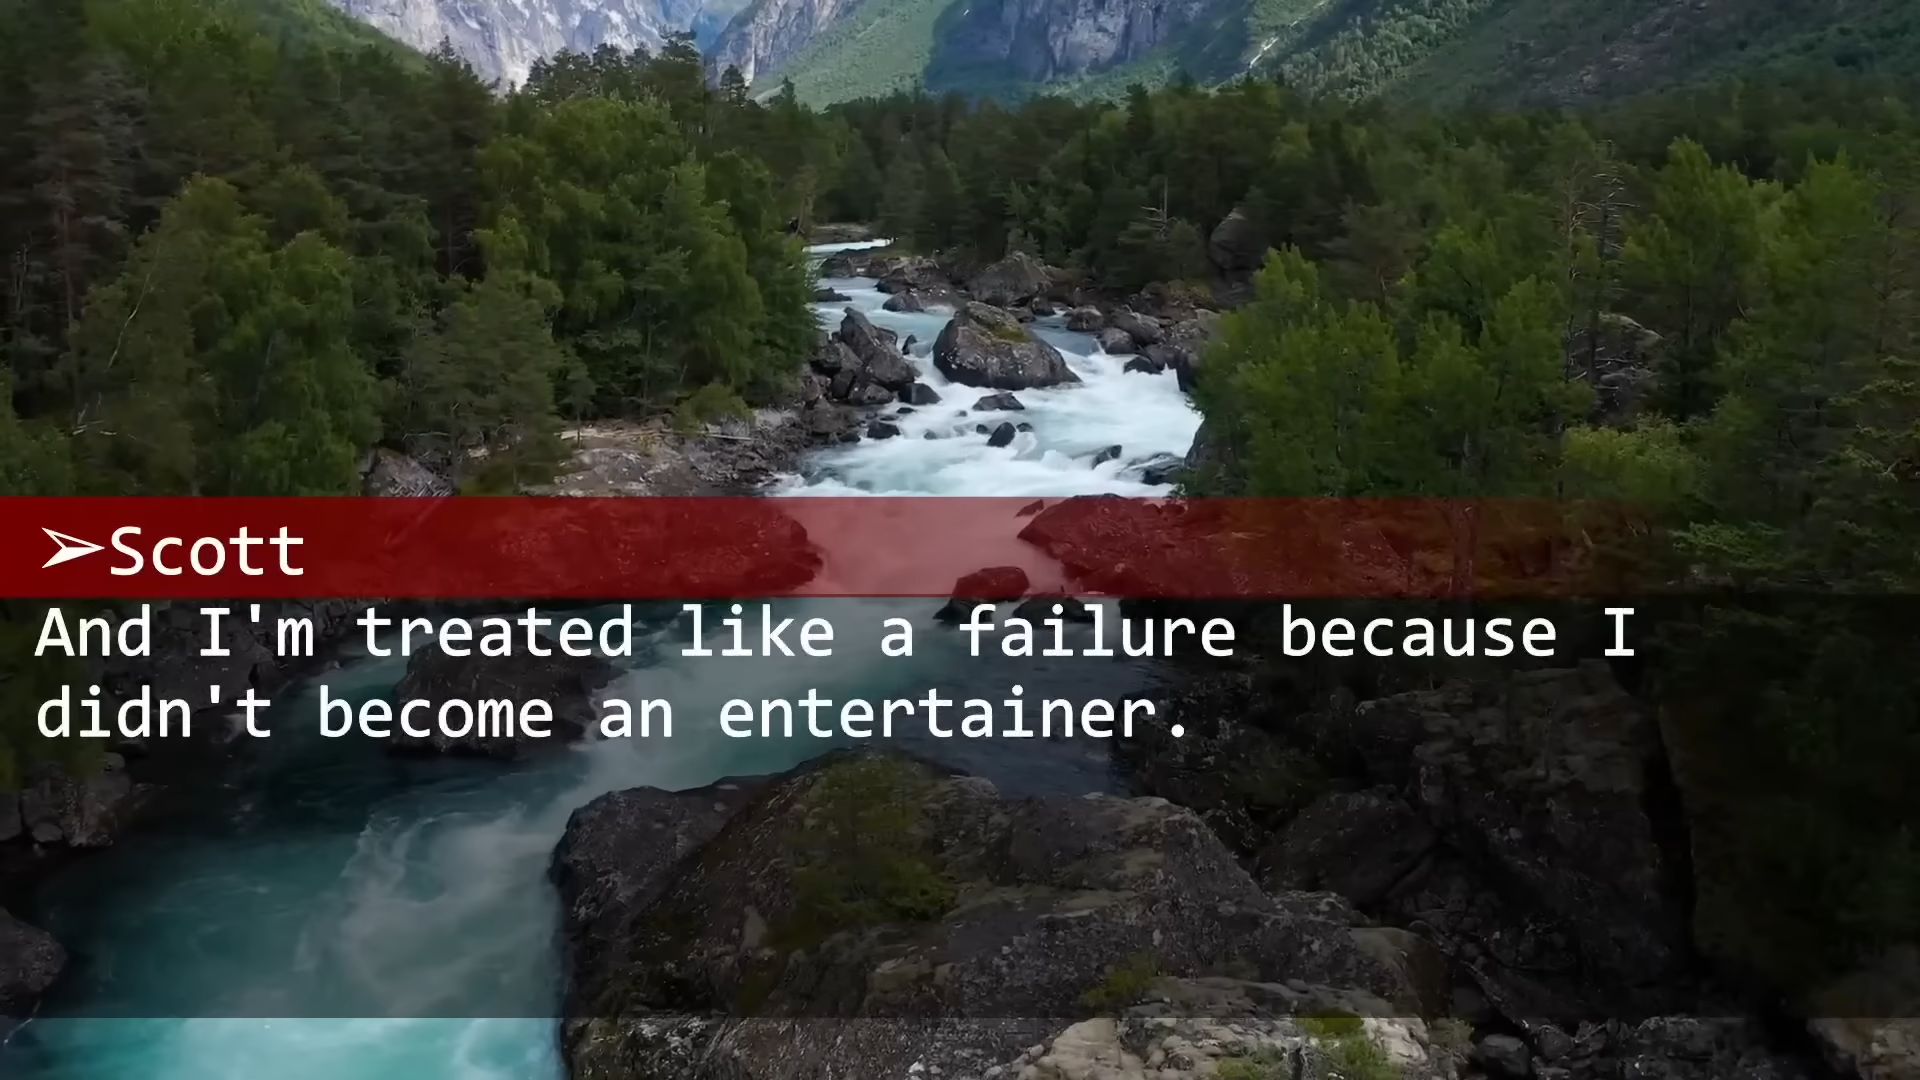 ➢Scott
And I'm treated like a failure because I
didn't become an entertainer.